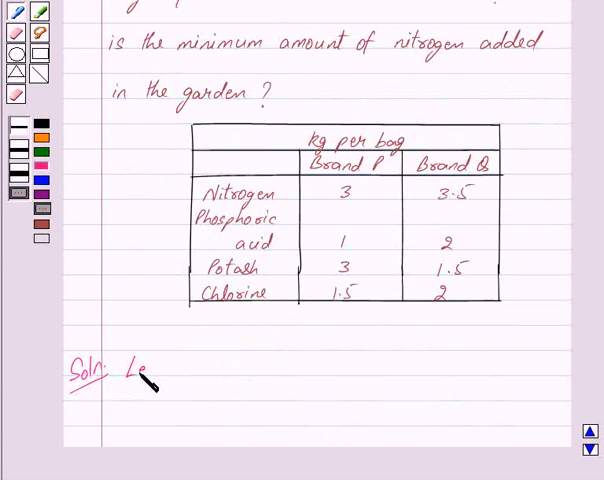 is the minimum amount of nitrogen added
in the garden?
kg per bag
Brand P Brand Q
Nitrogen 3 3.5
Phosphoric
acid 1 2
Potash 3 1.5
Chlorine 1.5 2
Soln: Le